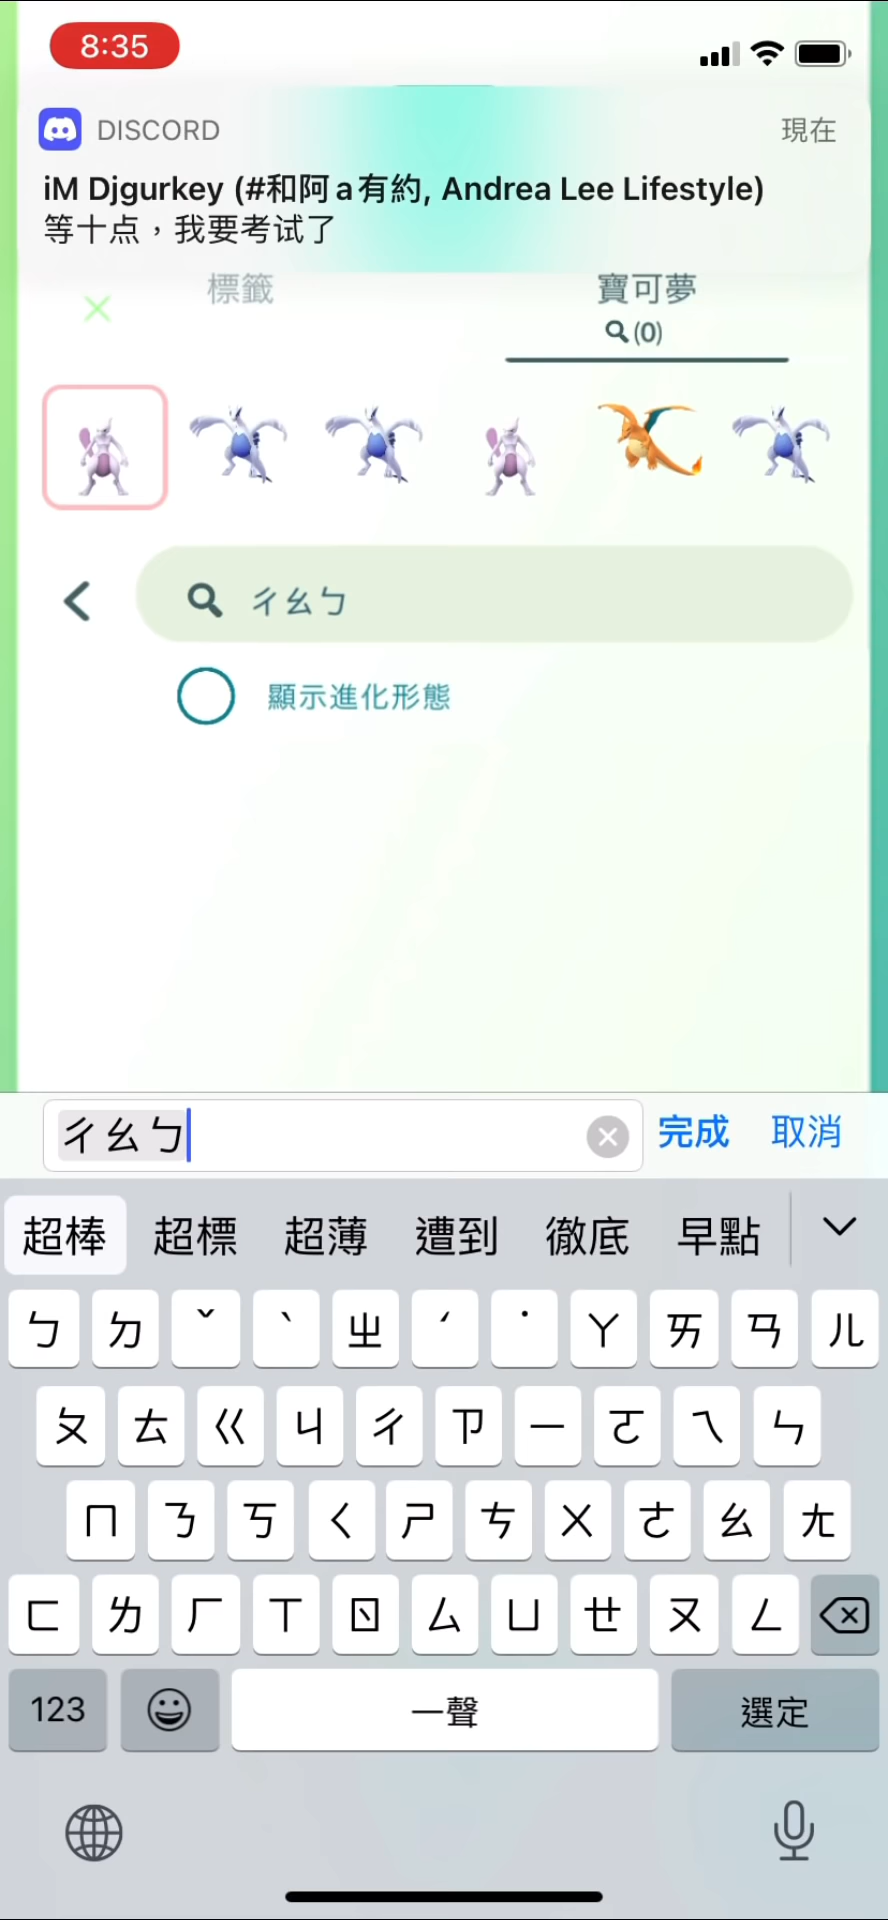 8:35
DISCORD
現在
iM Djgurkey (#和阿a有約, Andrea Lee Lifestyle)
等十点，我要考试了
標籤
寶可夢
(0)
ㄔㄠㄅ
顯示進化形態
ㄔㄠㄅ
完成
取消
超棒 超標 超薄 遭到 徹底 早點
ㄅ ㄉ ˇ ˋ ㄓ ˊ ˙ ㄚ ㄞ ㄢ ㄦ
ㄆ ㄊ ㄍ ㄐ ㄔ ㄗ ㄧ ㄛ ㄟ ㄣ
ㄇ ㄋ ㄎ ㄑ ㄕ ㄘ ㄨ ㄜ ㄠ ㄤ
ㄈ ㄌ ㄏ ㄒ ㄖ ㄙ ㄩ ㄝ ㄡ ㄥ
123
一聲
選定